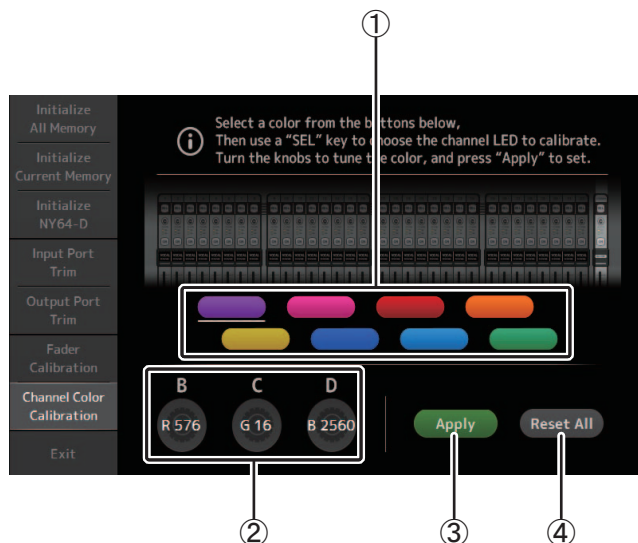 ①
Initialize
All Memory
Initialize
Current Memory
Initialize
NY64-D
Input Port
Trim
Output Port
Trim
Fader
Calibration
Channel Color
Calibration
Exit
Select a color from the buttons below,
Then use a “SEL” key to choose the channel LED to calibrate.
Turn the knobs to tune the color, and press “Apply” to set.
B C D
R 576 G 16 B 2560
Apply Reset All
② ③ ④